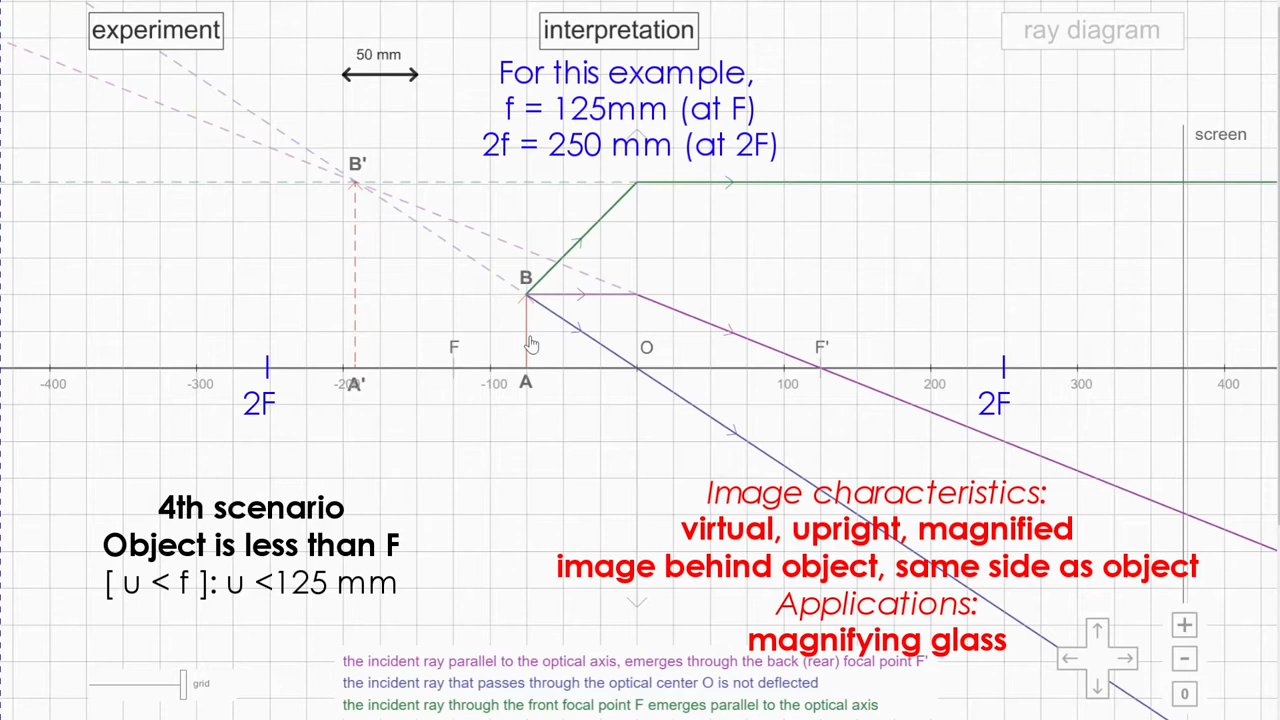 experiment
interpretation
ray diagram
50 mm
For this example,
f = 125mm (at F)
2f = 250 mm (at 2F)
screen
B'
B
F
O
F'
-400
-300
-200
-100
100
200
300
400
A'
A
2F
2F
4th scenario
Object is less than F
[ u < f ]: u <125 mm
Image characteristics:
virtual, upright, magnified
image behind object, same side as object
Applications:
magnifying glass
+
-
0
grid
the incident ray parallel to the optical axis, emerges through the back (rear) focal point F'
the incident ray that passes through the optical center O is not deflected
the incident ray through the front focal point F emerges parallel to the optical axis